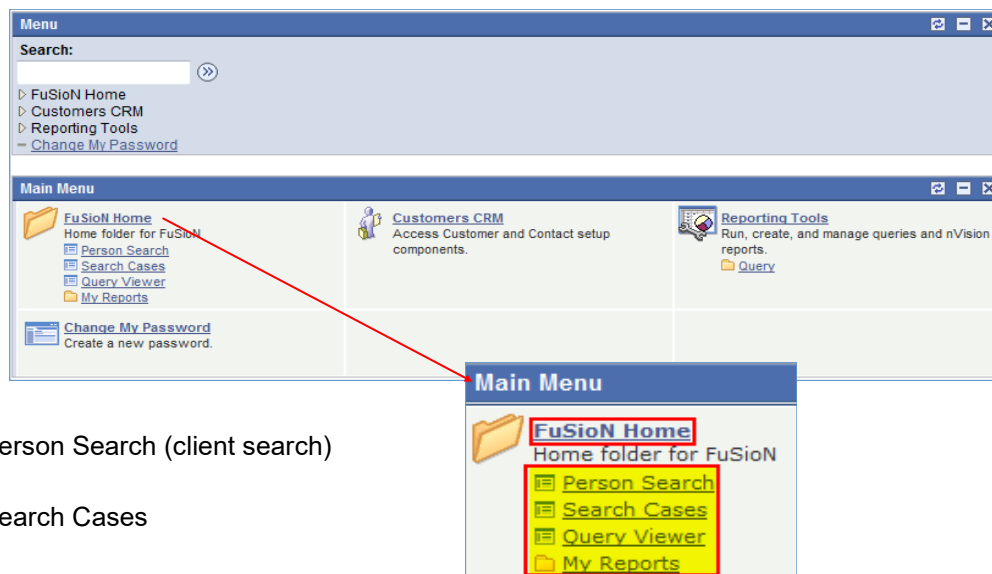 Menu
Search:
FuSioN Home
Customers CRM
Reporting Tools
Change My Password
Main Menu
FuSioN Home
Home folder for FuSioN
Person Search
Search Cases
Query Viewer
My Reports
Customers CRM
Access Customer and Contact setup
components.
Reporting Tools
Run, create, and manage queries and nVision
reports.
Query
Change My Password
Create a new password.
Main Menu
FuSioN Home
Home folder for FuSioN
Person Search
Search Cases
Query Viewer
My Reports
erson Search (client search)
earch Cases